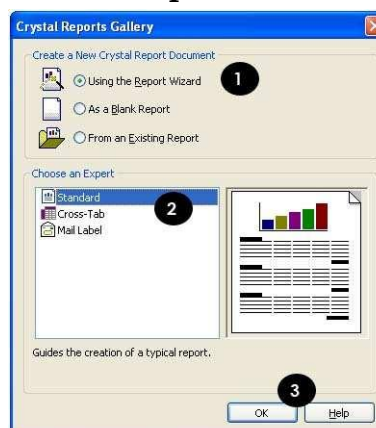 Crystal Reports Gallery
Create a New Crystal Report Document
Using the Report Wizard
1
As a Blank Report
From an Existing Report
Choose an Expert
Standard
2
Cross-Tab
Mail Label
Guides the creation of a typical report.
3
OK
Help